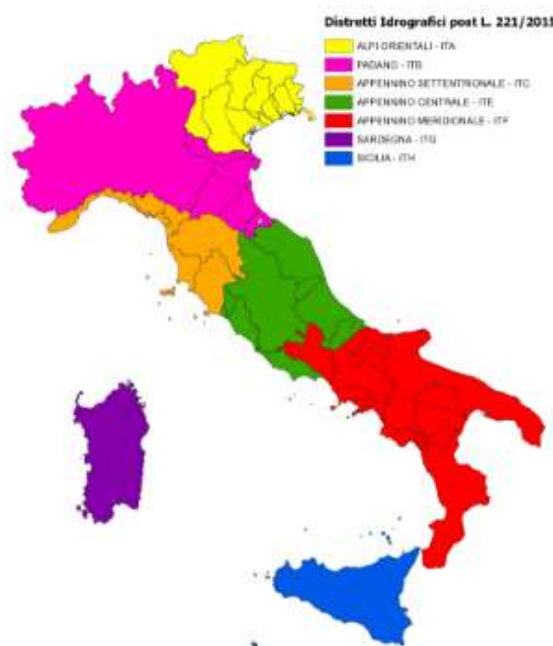 Distretti Idrografici post L. 221/2015
ALPI ORIENTALI - ITA
PADANO - ITB
APPENNINO SETTENTRIONALE - ITC
APPENNINO CENTRALE - ITE
APPENNINO MERIDIONALE - ITF
SARDEGNA - ITG
SICILIA - ITH